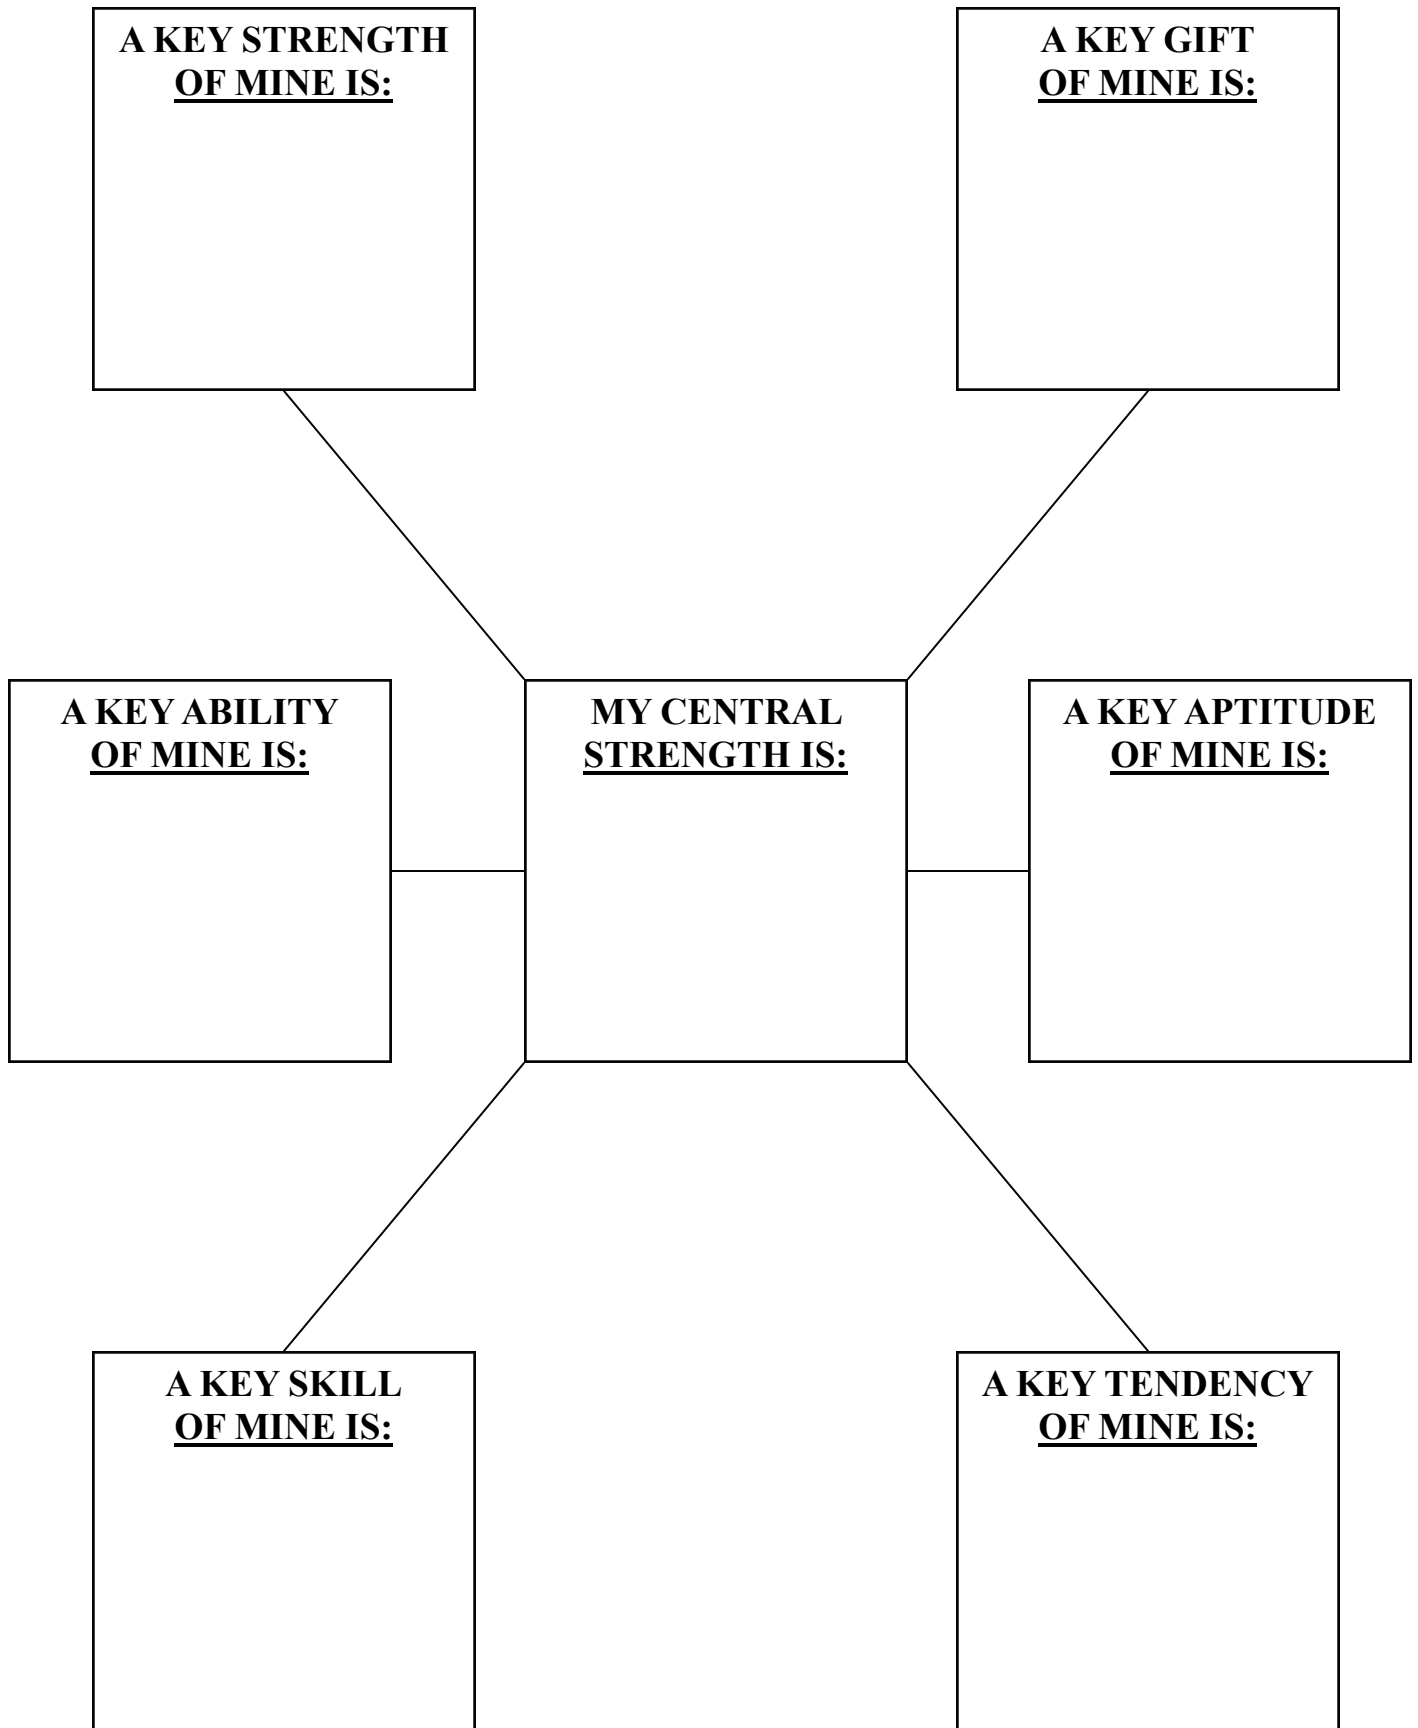 A KEY STRENGTH
OF MINE IS:
A KEY GIFT
OF MINE IS:
A KEY ABILITY
OF MINE IS:
MY CENTRAL
STRENGTH IS:
A KEY APTITUDE
OF MINE IS:
A KEY SKILL
OF MINE IS:
A KEY TENDENCY
OF MINE IS: